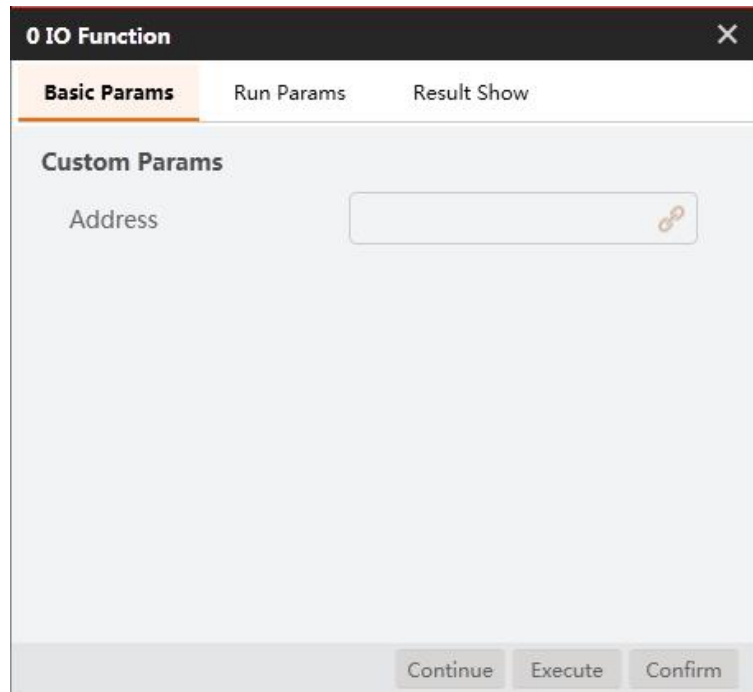 0 IO Function
Basic Params Run Params Result Show
Custom Params
Address
Continue Execute Confirm